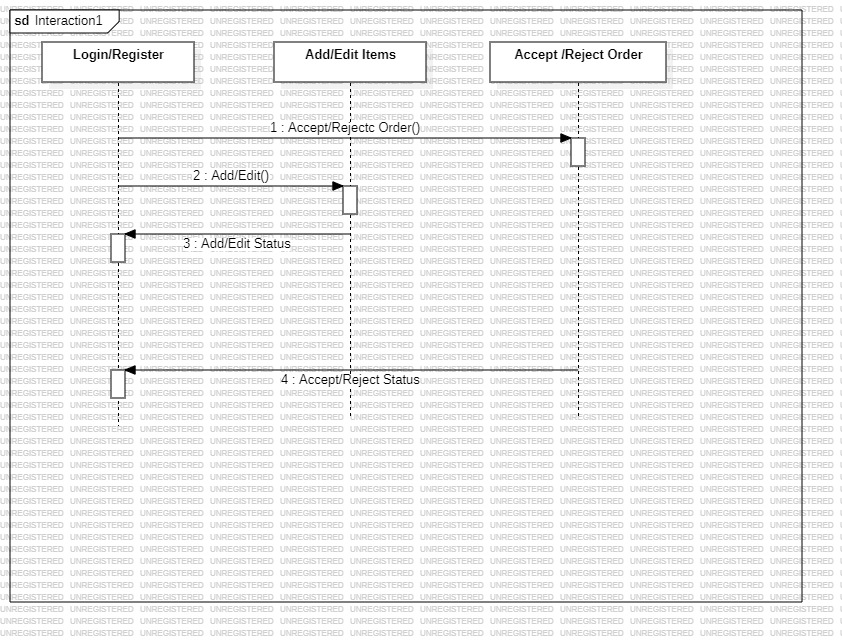 sd Interaction1
Login/Register
Add/Edit Items
Accept /Reject Order
1 : Accept/Rejectc Order()
2 : Add/Edit()
3 : Add/Edit Status
4 : Accept/Reject Status
UNREGISTERED